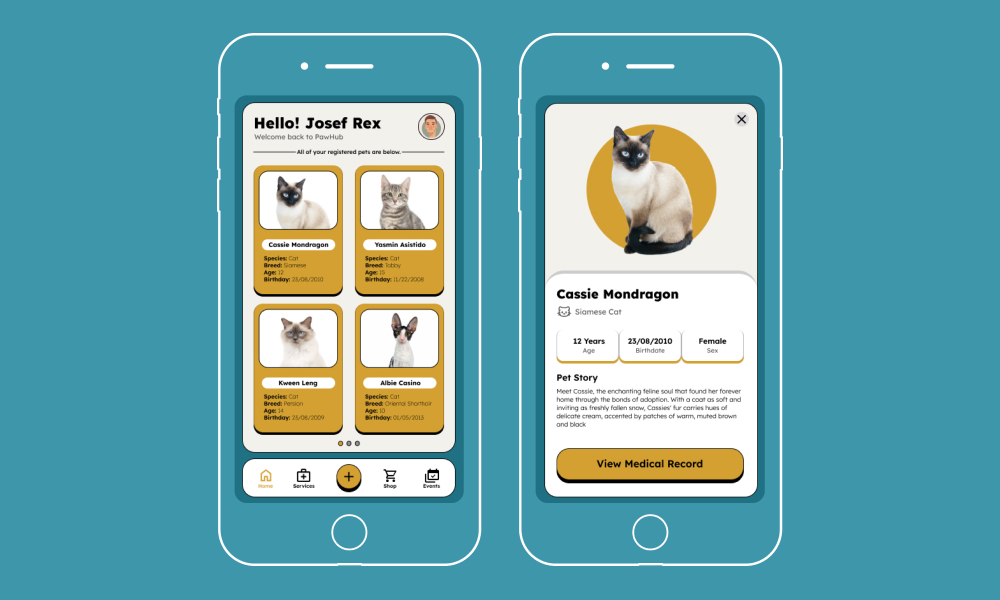 Hello! Josef Rex
Welcome back to PawHub
All of your registered pets are below.
Cassie Mondragon
Species: Cat
Breed: Siamese
Age: 12
Birthday: 23/08/2010
Yasmin Asistido
Species: Cat
Breed: Tabby
Age: 15
Birthday: 11/22/2008
Kween Leng
Species: Cat
Breed: Persian
Age: 14
Birthday: 23/08/2009
Albie Casino
Species: Cat
Breed: Oriental Shorthair
Age: 10
Birthday: 01/25/2013
Home
Services
Shop
Events
Cassie Mondragon
Siamese Cat
12 Years
Age
23/08/2010
Birthdate
Female
Sex
Pet Story
Meet Cassie, the enchanting feline soul that found her forever
home through the bonds of adoption. With a coat as soft and
inviting as freshly fallen snow, Cassies' fur carries hues of
delicate cream, accented by patches of warm, muted brown
and black
View Medical Record